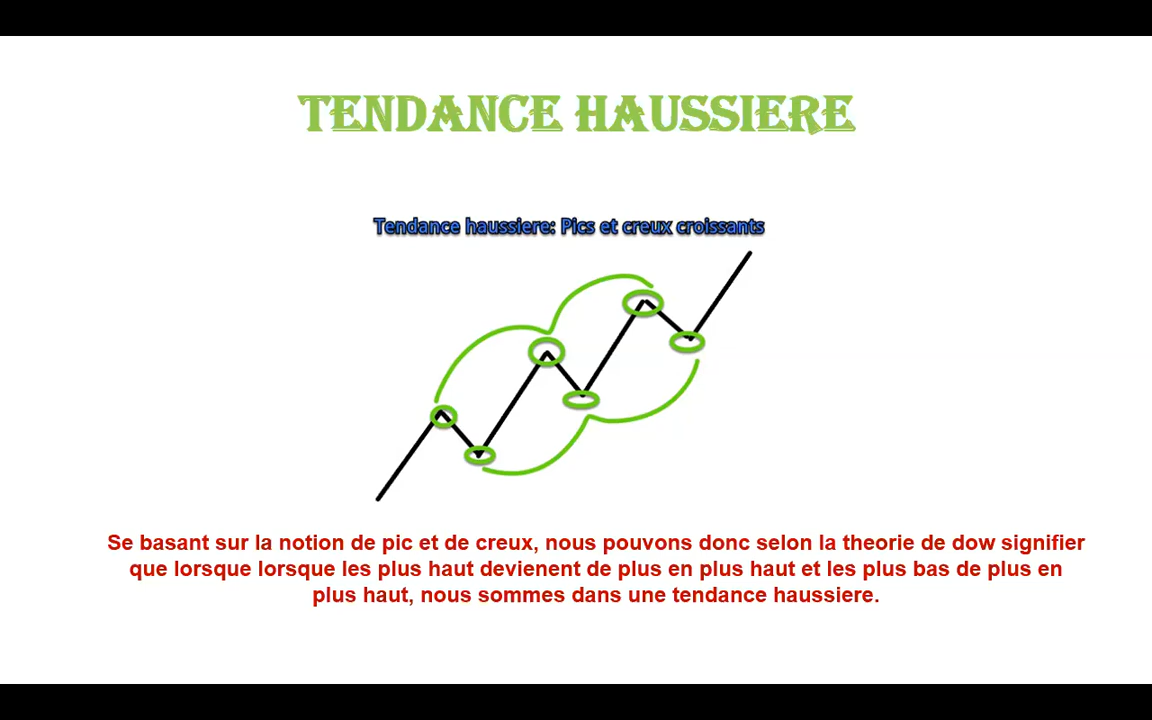 TENDANCE HAUSSIERE
Tendance haussiere: Pics et creux croissants
Se basant sur la notion de pic et de creux, nous pouvons donc selon la theorie de dow signifier
que lorsque lorsque les plus haut devienent de plus en plus haut et les plus bas de plus en
plus haut, nous sommes dans une tendance haussiere.